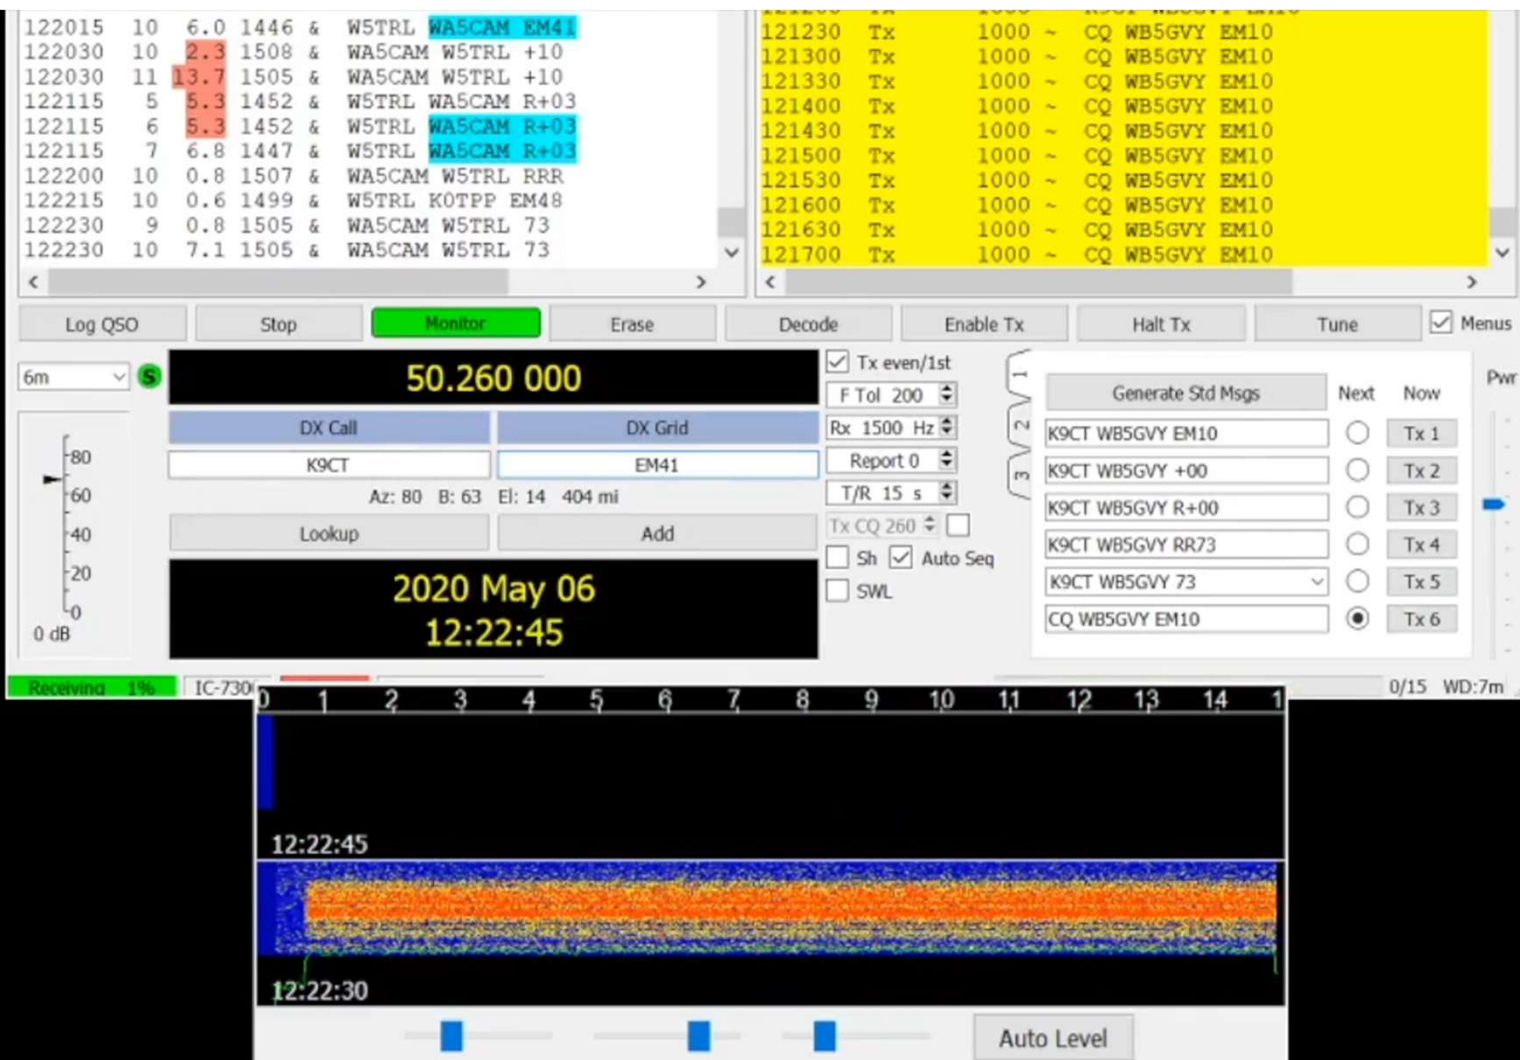 122015 10 6.0 1446 & W5TRL WA5CAM EM41
122030 10 2.3 1508 & WA5CAM W5TRL +10
122030 11 13.7 1505 & WA5CAM W5TRL +10
122115 5 5.3 1452 & W5TRL WA5CAM R+03
122115 6 5.3 1452 & W5TRL WA5CAM R+03
122115 7 6.8 1447 & W5TRL WA5CAM R+03
122200 10 0.8 1507 & WA5CAM W5TRL RRR
122215 10 0.6 1499 & W5TRL K0TPP EM48
122230 9 0.8 1505 & WA5CAM W5TRL 73
122230 10 7.1 1505 & WA5CAM W5TRL 73
121230 Tx 1000 ~ CQ WB5GVY EM10
121300 Tx 1000 ~ CQ WB5GVY EM10
121330 Tx 1000 ~ CQ WB5GVY EM10
121400 Tx 1000 ~ CQ WB5GVY EM10
121430 Tx 1000 ~ CQ WB5GVY EM10
121500 Tx 1000 ~ CQ WB5GVY EM10
121530 Tx 1000 ~ CQ WB5GVY EM10
121600 Tx 1000 ~ CQ WB5GVY EM10
121630 Tx 1000 ~ CQ WB5GVY EM10
121700 Tx 1000 ~ CQ WB5GVY EM10
Log QSO Stop Monitor Erase Decode Enable Tx Halt Tx Tune Menus
6m S 50.260 000
DX Call DX Grid
K9CT EM41
Az: 80 B: 63 El: 14 404 mi
Lookup Add
2020 May 06
12:22:45
80
60
40
20
0
0 dB
Tx even/1st
F Tol 200
Rx 1500 Hz
Report 0
T/R 15 s
Tx CQ 260
Sh Auto Seq
SWL
1
2
3
Generate Std Msgs Next Now Pwr
K9CT WB5GVY EM10 Tx 1
K9CT WB5GVY +00 Tx 2
K9CT WB5GVY R+00 Tx 3
K9CT WB5GVY RR73 Tx 4
K9CT WB5GVY 73 Tx 5
CQ WB5GVY EM10 Tx 6
Receiving 1% IC-730 0/15 WD:7m
0 1 2 3 4 5 6 7 8 9 10 11 12 13 14 1
12:22:45
12:22:30
Auto Level